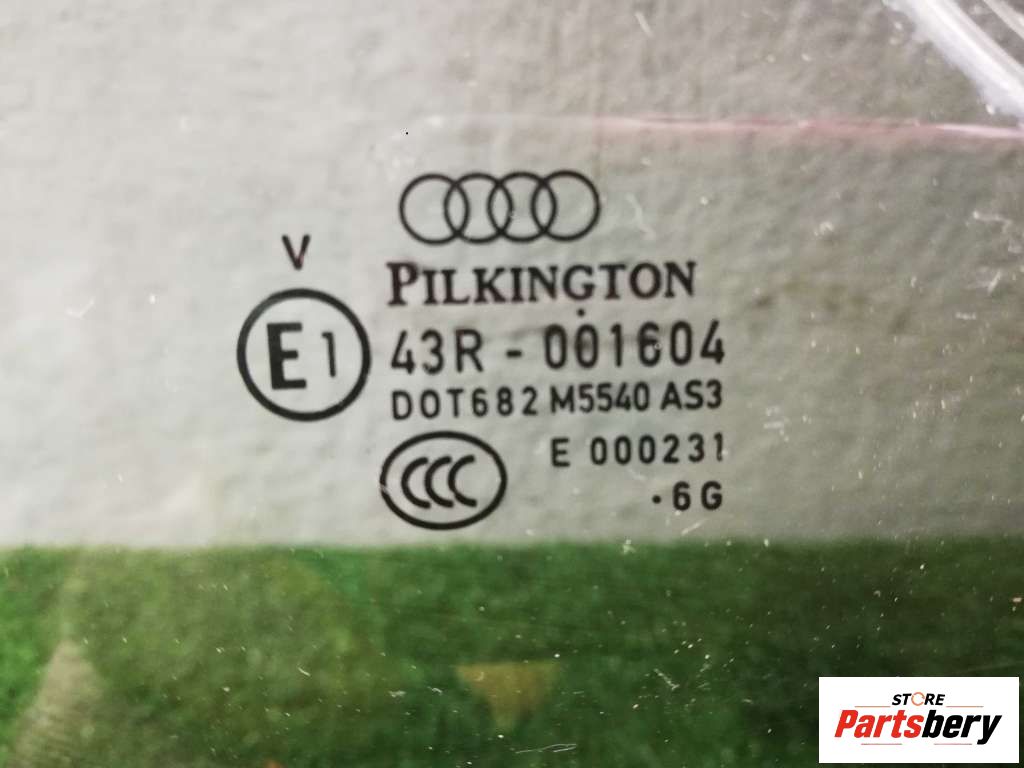 V
PILKINGTON
E1
43R - 001604
DOT682 M5540 AS3
CCC
E 000231
.6G
STORE
Partsbery